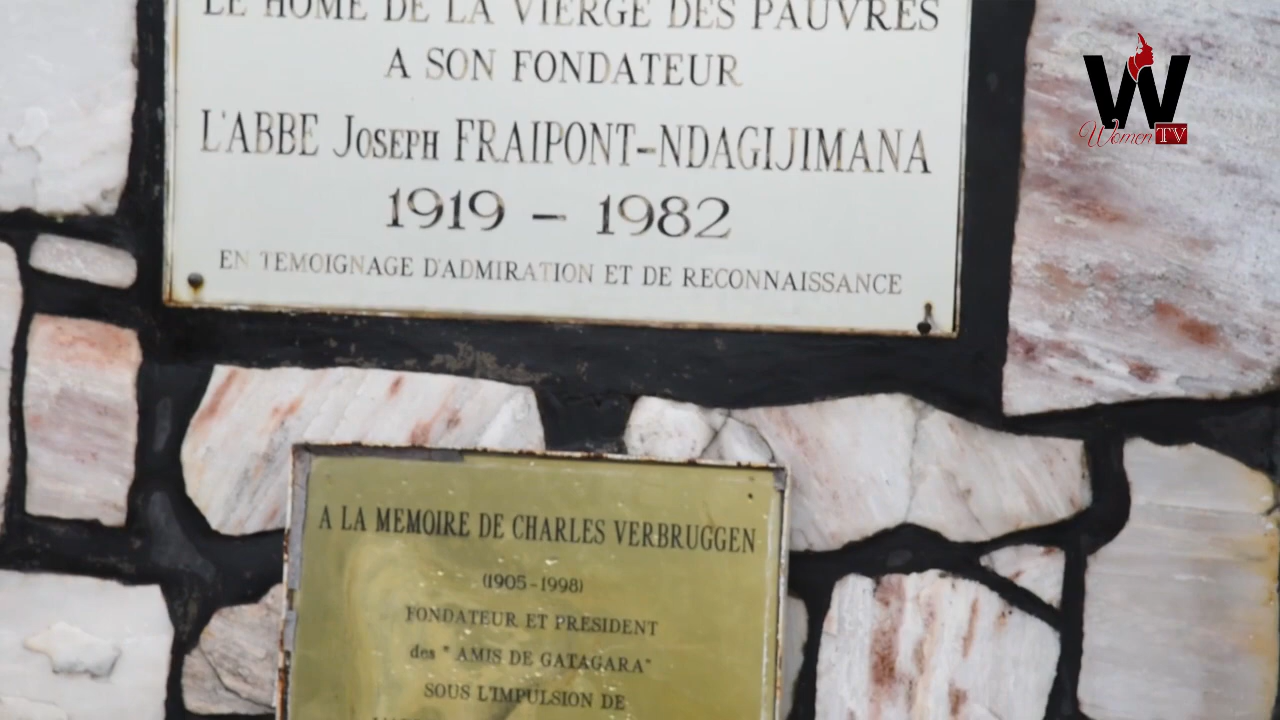 LE HOME DE LA VIERGE DES PAUVRES
A SON FONDATEUR
L'ABBE JOSEPH FRAIPONT-NDAGIJIMANA
1919 - 1982
EN TEMOIGNAGE D'ADMIRATION ET DE RECONNAISSANCE
W
Women TV
A LA MEMOIRE DE CHARLES VERBRUGGEN
(1905-1998)
FONDATEUR ET PRESIDENT
des "AMIS DE GATAGARA"
SOUS L'IMPULSION DE